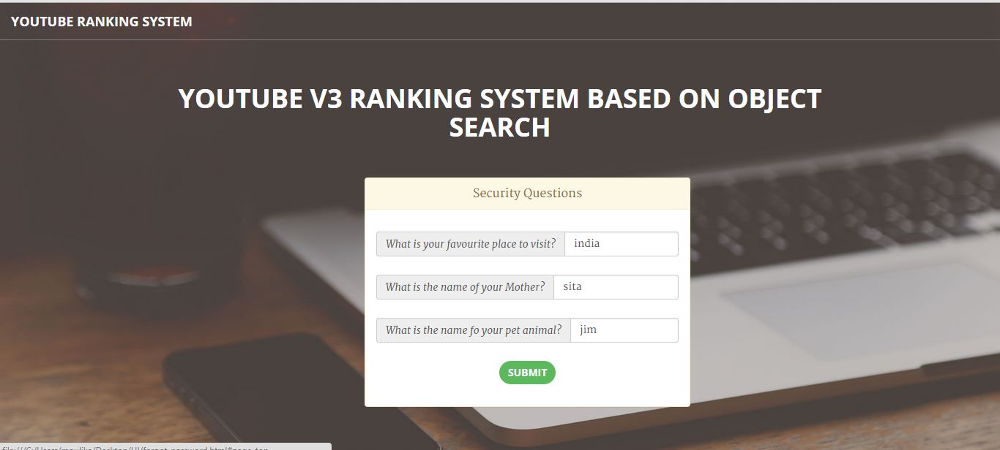 YOUTUBE RANKING SYSTEM
YOUTUBE V3 RANKING SYSTEM BASED ON OBJECT
SEARCH
Security Questions
What is your favourite place to visit? india
What is the name of your Mother? sita
What is the name fo your pet animal? jim
SUBMIT